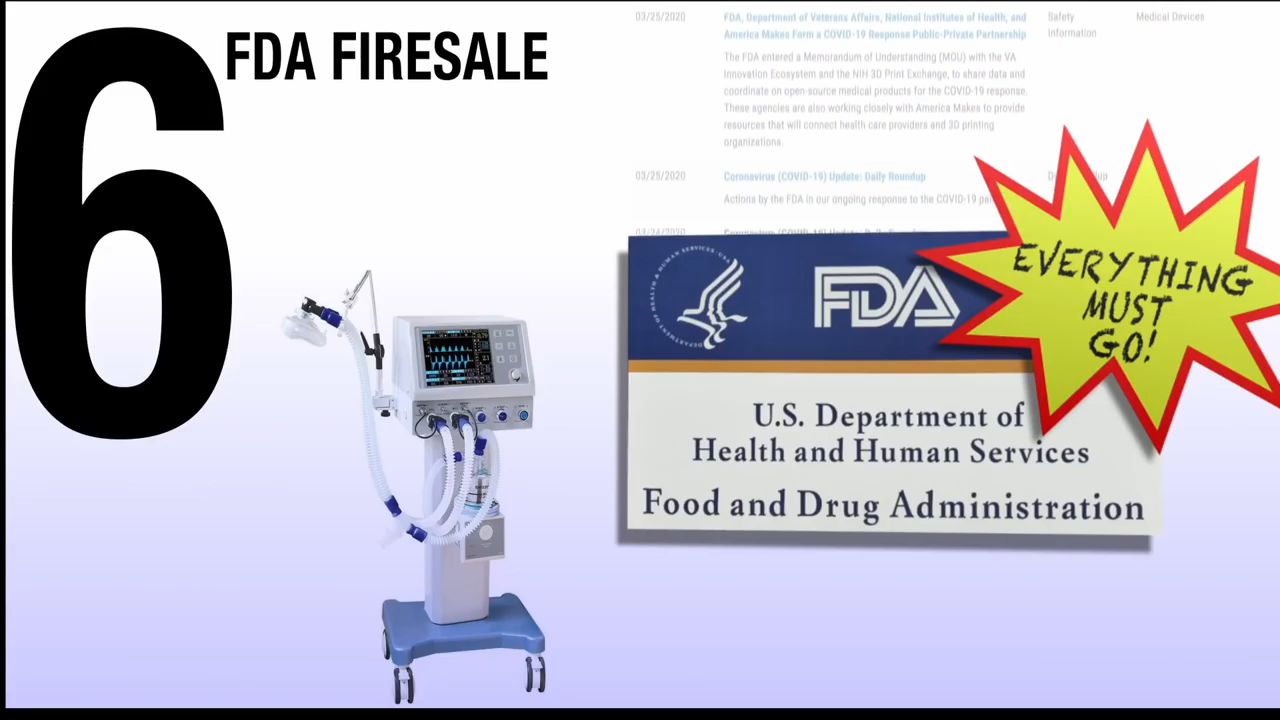 6
FDA FIRESALE
03/25/2020
FDA, Department of Veterans Affairs, National Institutes of Health, and
America Makes Form a COVID-19 Response Public-Private Partnership
Safety
Information
Medical Devices
The FDA entered a Memorandum of Understanding (MOU) with the VA
Innovation Ecosystem and the NIH 3D Print Exchange, to share data and
coordinate on open-source medical products for the COVID-19 response.
These agencies are also working closely with America Makes to provide
resources that will connect health care providers and 3D printing
organizations.
03/25/2020
Coronavirus (COVID-19) Update: Daily Roundup
Actions by the FDA in our ongoing response to the COVID-19
EVERYTHING
MUST
GO!
FDA
U.S. Department of
Health and Human Services
Food and Drug Administration